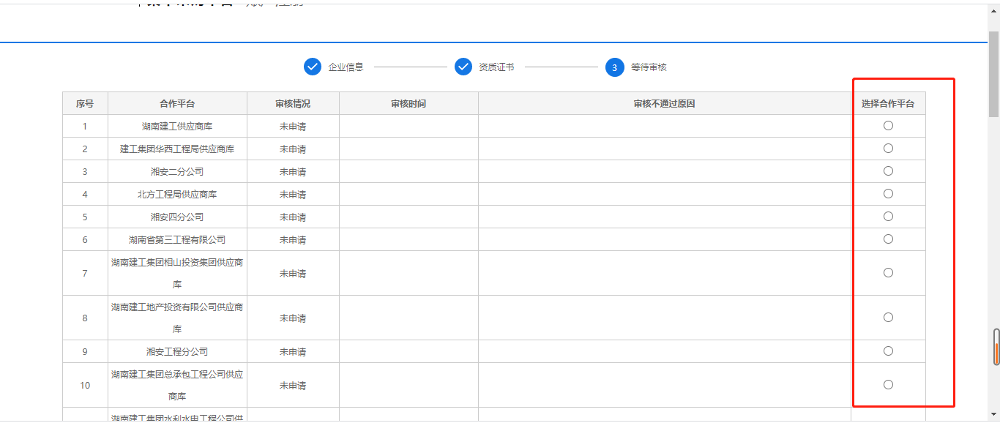 企业信息 资质证书 3 等待审核
序号 合作平台 审核情况 审核时间 审核不通过原因 选择合作平台
1 湖南建工供应商库 未申请
2 建工集团华西工程局供应商库 未申请
3 湘安二分公司 未申请
4 北方工程局供应商库 未申请
5 湘安四分公司 未申请
6 湖南省第三工程有限公司 未申请
湖南建工集团相山投资集团供应商
7 未申请
库
湖南建工地产投资有限公司供应商
8 未申请
库
9 湘安工程分公司 未申请
湖南建工集团总承包工程公司供应
10 未申请
商库
湖南建工集团水利水电工程公司供